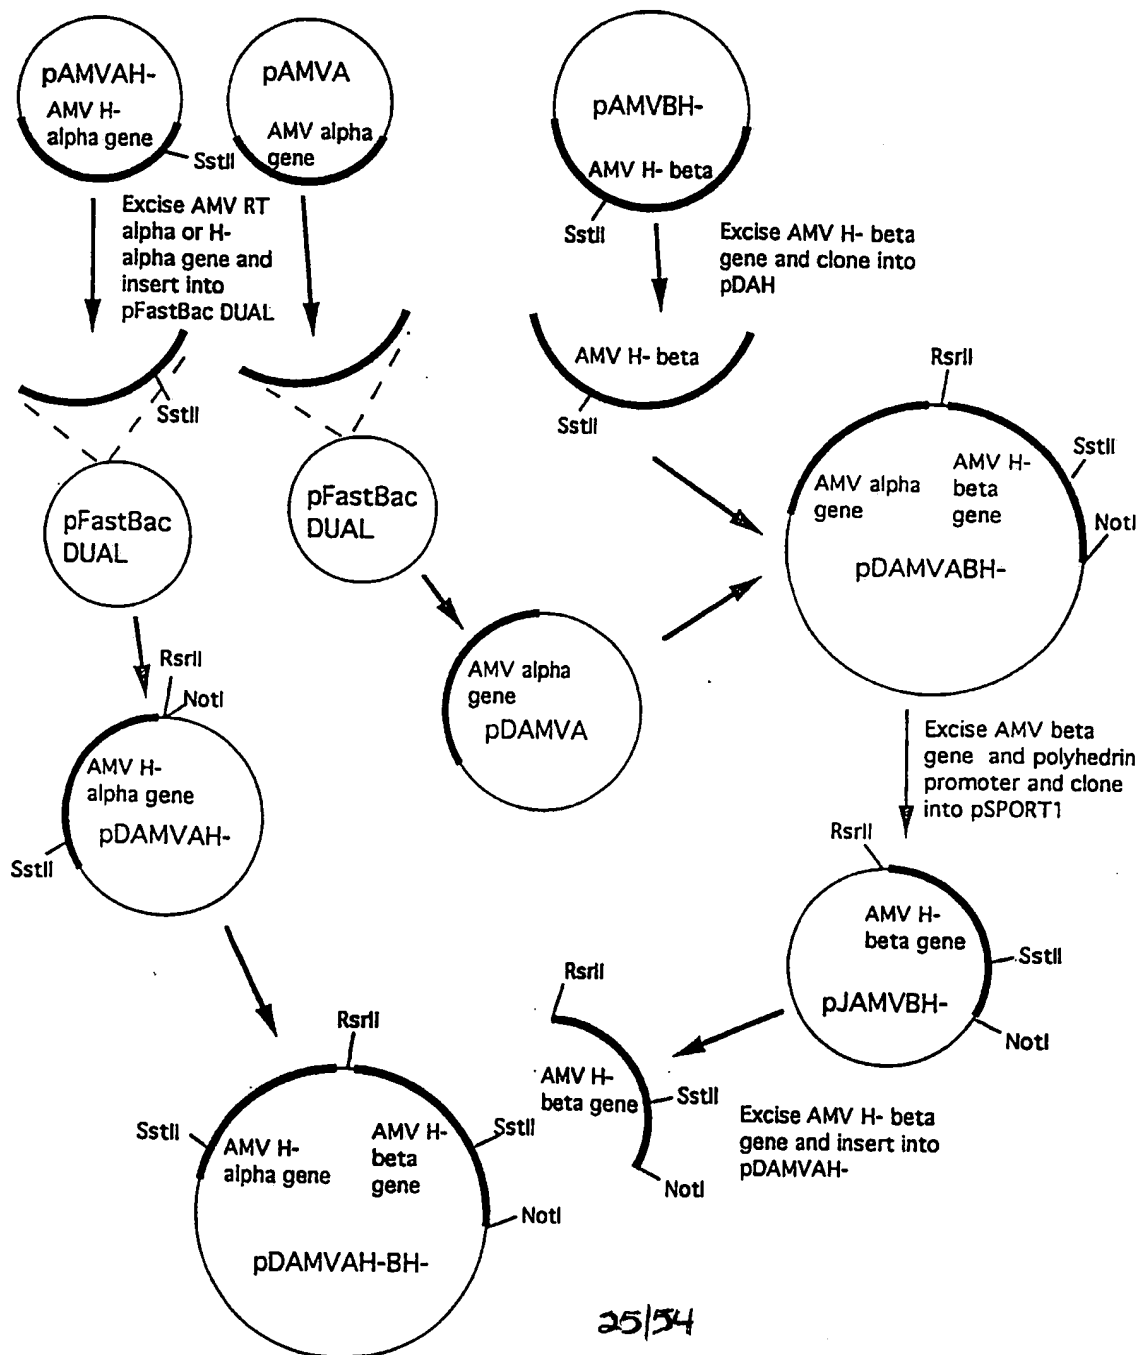 pAMVAH-
AMV H-
alpha gene
SstII
pAMVA
AMV alpha
gene
pAMVBH-
AMV H- beta
SstII
Excise AMV RT
alpha or H-
alpha gene and
insert into
pFastBac DUAL
Excise AMV H- beta
gene and clone into
pDAH
SstII
AMV H- beta
SstII
pFastBac
DUAL
pFastBac
DUAL
RsrII
SstII
NotI
AMV alpha
gene
AMV H-
beta
gene
pDAMVABH-
RsrII
NotI
AMV H-
alpha gene
pDAMVAH-
SstII
AMV alpha
gene
pDAMVA
Excise AMV beta
gene and polyhedrin
promoter and clone
into pSPORT1
RsrII
AMV H-
beta gene
SstII
pJAMVBH-
NotI
RsrII
AMV H-
beta gene
SstII
NotI
Excise AMV H- beta
gene and insert into
pDAMVAH-
RsrII
SstII
AMV H-
alpha gene
AMV H-
beta
gene
SstII
NotI
pDAMVAH-BH-
25/54